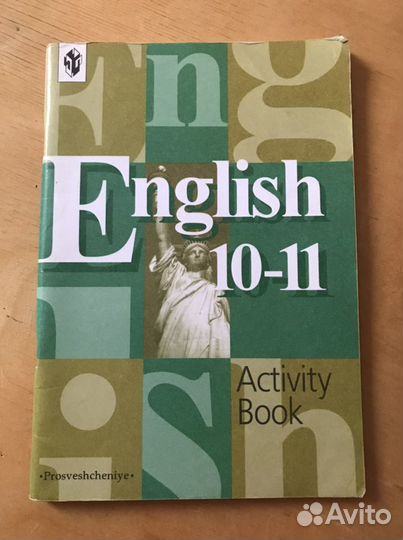 English
10-11
Activity
Book
•Prosveshcheniye•
Avito